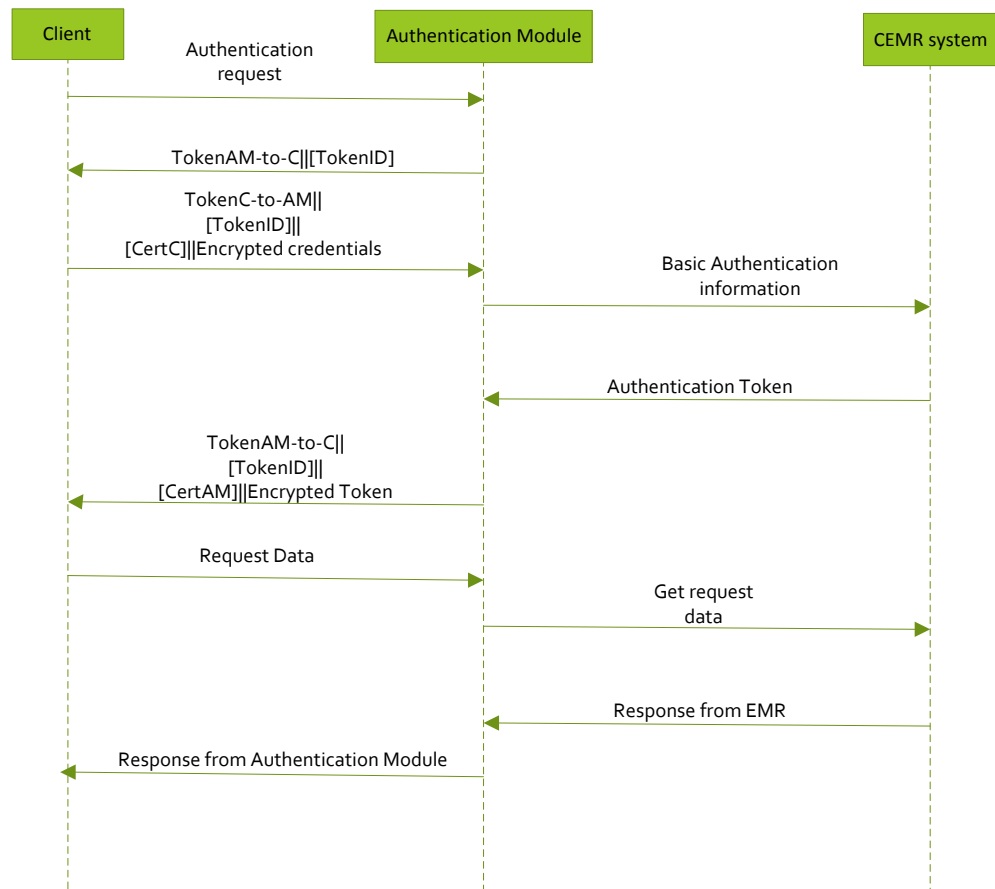 Client
Authentication Module
CEMR system
Authentication
request
TokenAM-to-C||[TokenID]
TokenC-to-AM||
[TokenID]||
[CertC]||Encrypted credentials
Basic Authentication
information
Authentication Token
TokenAM-to-C||
[TokenID]||
[CertAM]||Encrypted Token
Request Data
Get request
data
Response from EMR
Response from Authentication Module